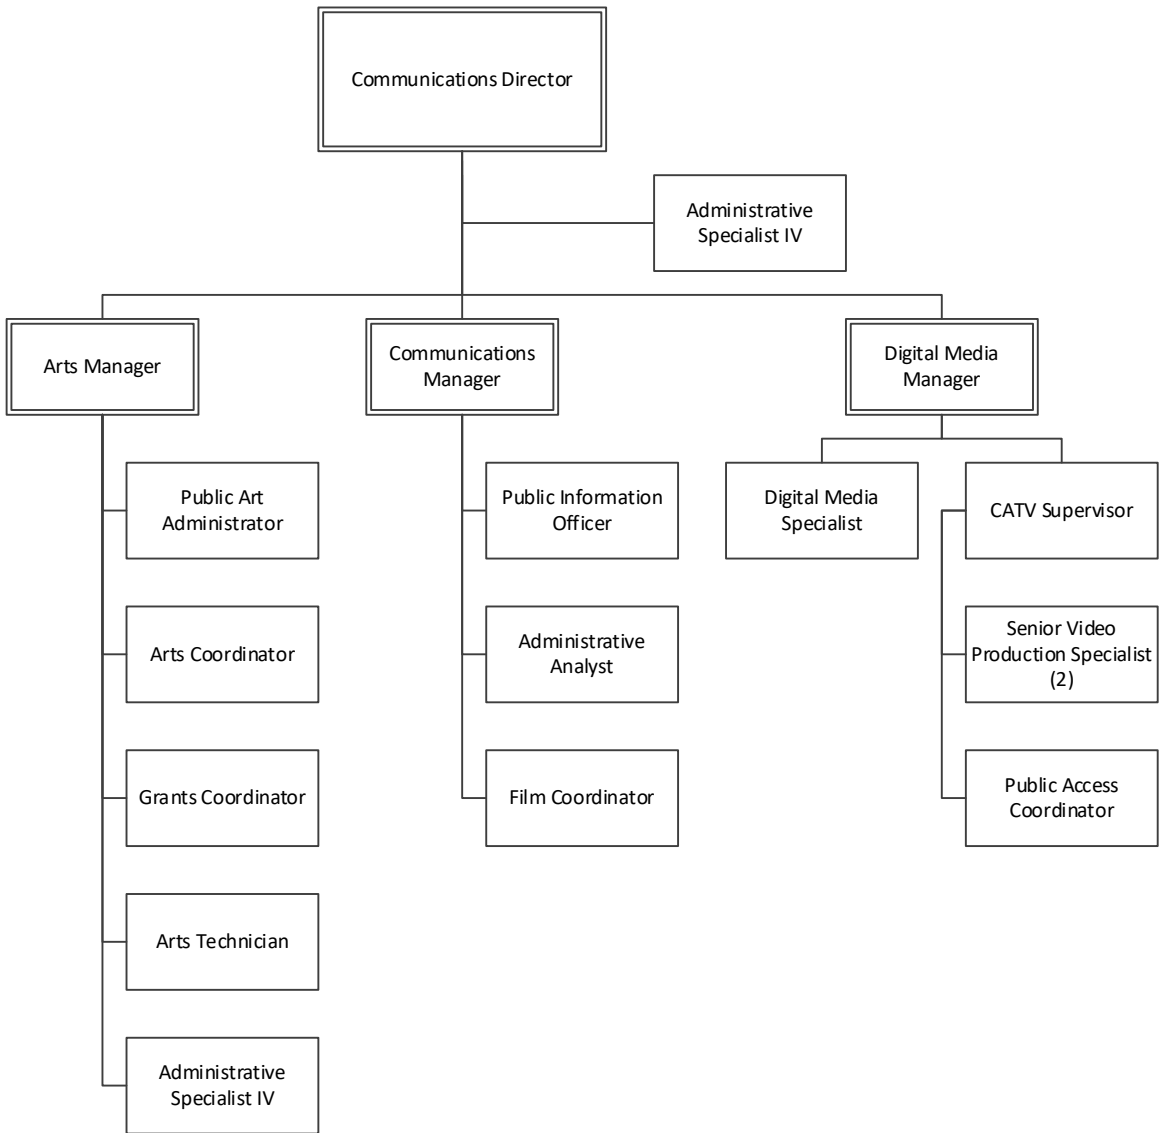 Communications Director
Administrative
Specialist IV
Arts Manager
Communications
Manager
Digital Media
Manager
Public Art
Administrator
Public Information
Officer
Digital Media
Specialist
CATV Supervisor
Arts Coordinator
Administrative
Analyst
Senior Video
Production Specialist
(2)
Grants Coordinator
Film Coordinator
Public Access
Coordinator
Arts Technician
Administrative
Specialist IV